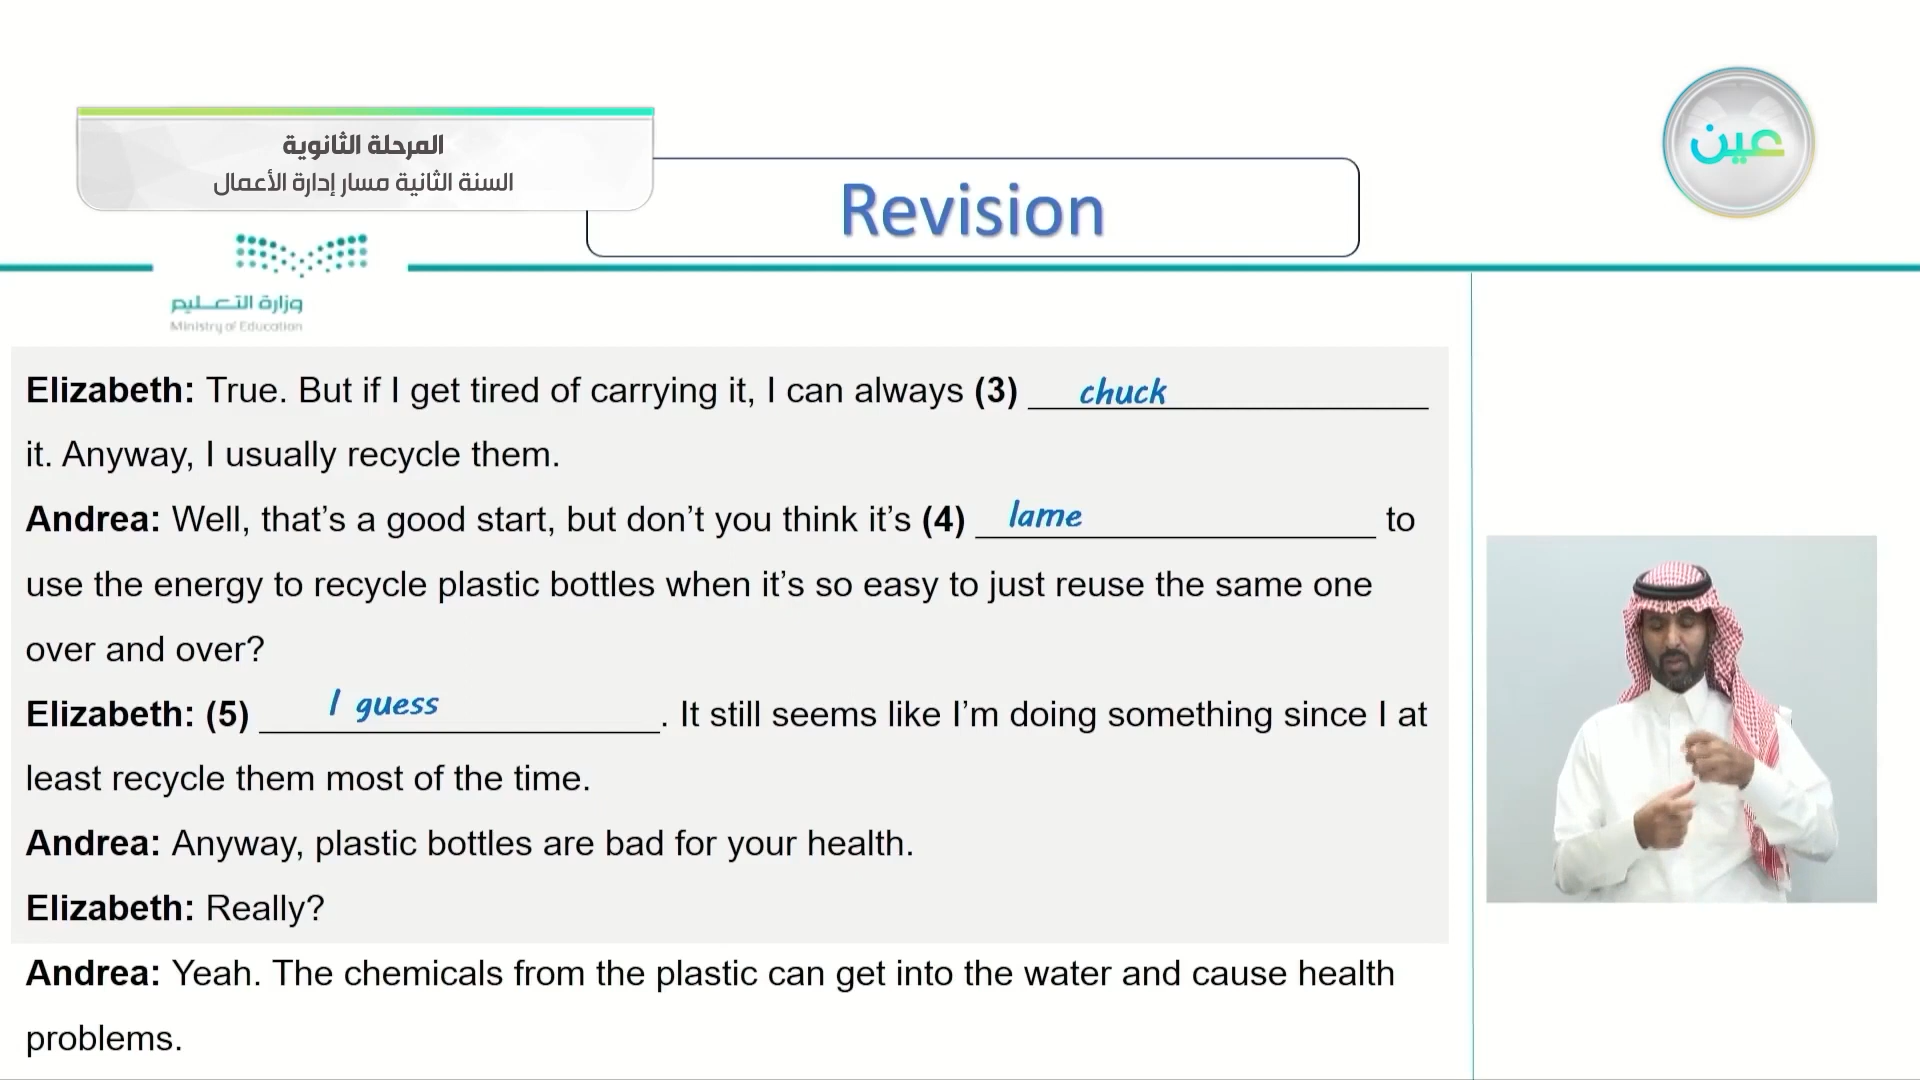 المرحلة الثانوية
السنة الثانية مسار إدارة الأعمال
عين
Revision
وزارة التعليم
Ministry of Education
Elizabeth: True. But if I get tired of carrying it, I can always (3) chuck
it. Anyway, I usually recycle them.
Andrea: Well, that’s a good start, but don’t you think it’s (4) lame to
use the energy to recycle plastic bottles when it’s so easy to just reuse the same one
over and over?
Elizabeth: (5) I guess. It still seems like I’m doing something since I at
least recycle them most of the time.
Andrea: Anyway, plastic bottles are bad for your health.
Elizabeth: Really?
Andrea: Yeah. The chemicals from the plastic can get into the water and cause health
problems.